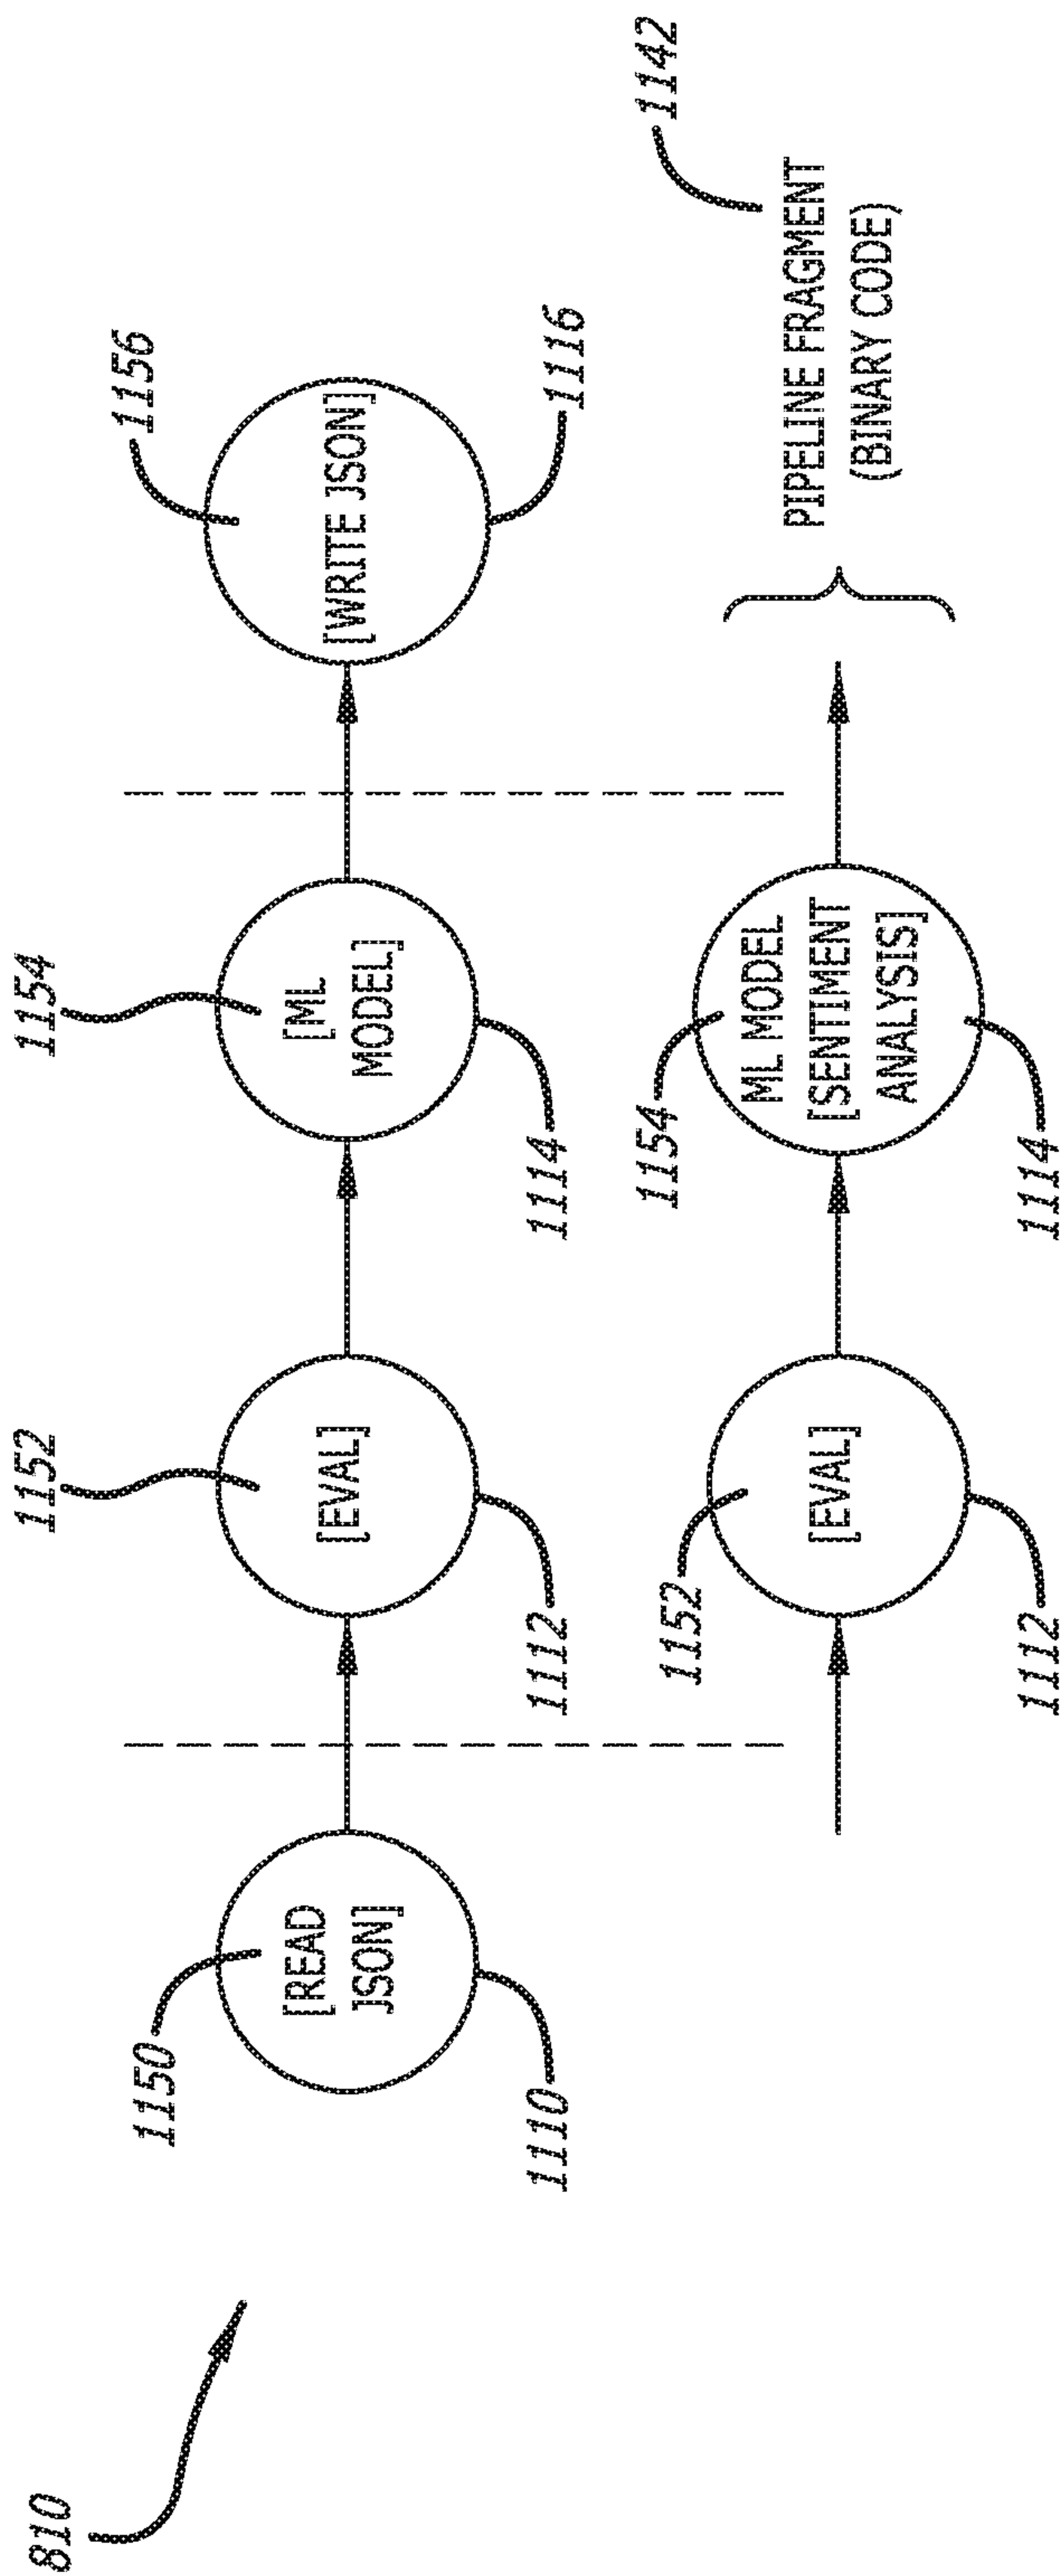 810
1150
[READ
JSON]
1110
1152
[EVAL]
1112
1154
[ML
MODEL]
1114
1156
[WRITE JSON]
1116
1152
[EVAL]
1112
1154
ML MODEL
[SENTIMENT
ANALYSIS]
1114
1142
PIPELINE FRAGMENT
(BINARY CODE)